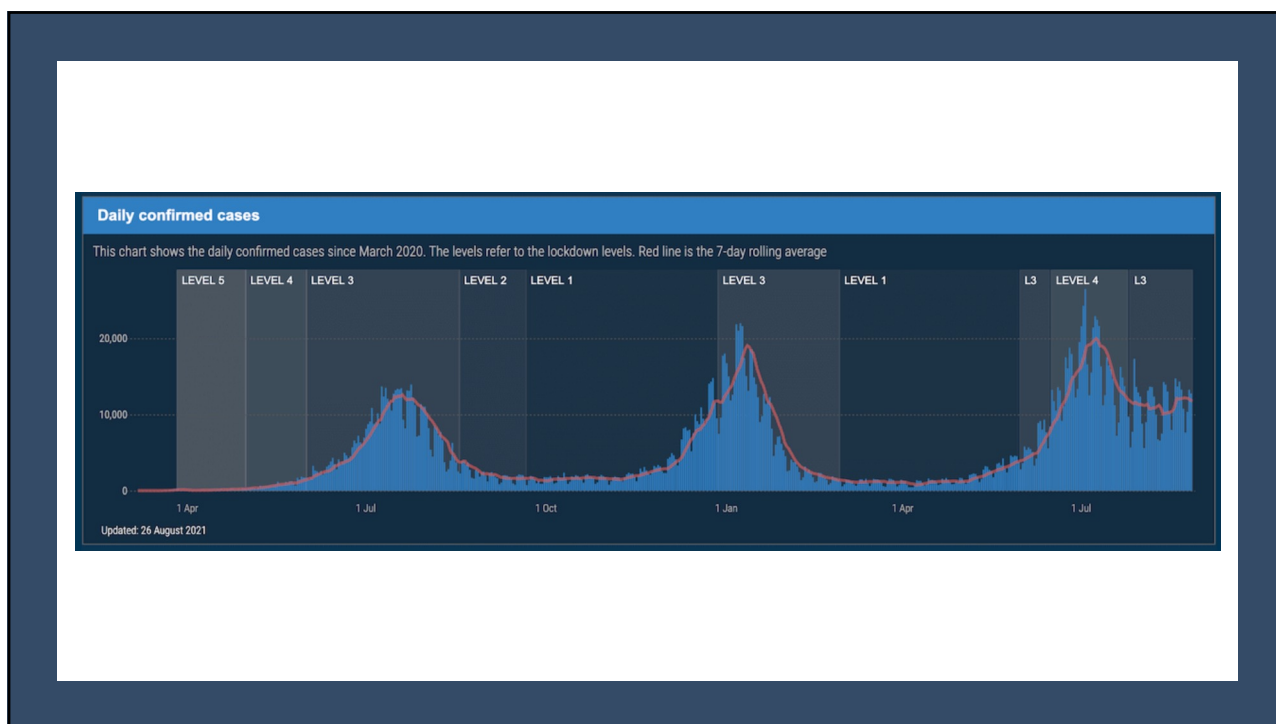 Daily confirmed cases
This chart shows the daily confirmed cases since March 2020. The levels refer to the lockdown levels. Red line is the 7-day rolling average
LEVEL 5 LEVEL 4 LEVEL 3 LEVEL 2 LEVEL 1 LEVEL 3 LEVEL 1 L3 LEVEL 4 L3
20,000
10,000
0
1 Apr 1 Jul 1 Oct 1 Jan 1 Apr 1 Jul
Updated: 26 August 2021